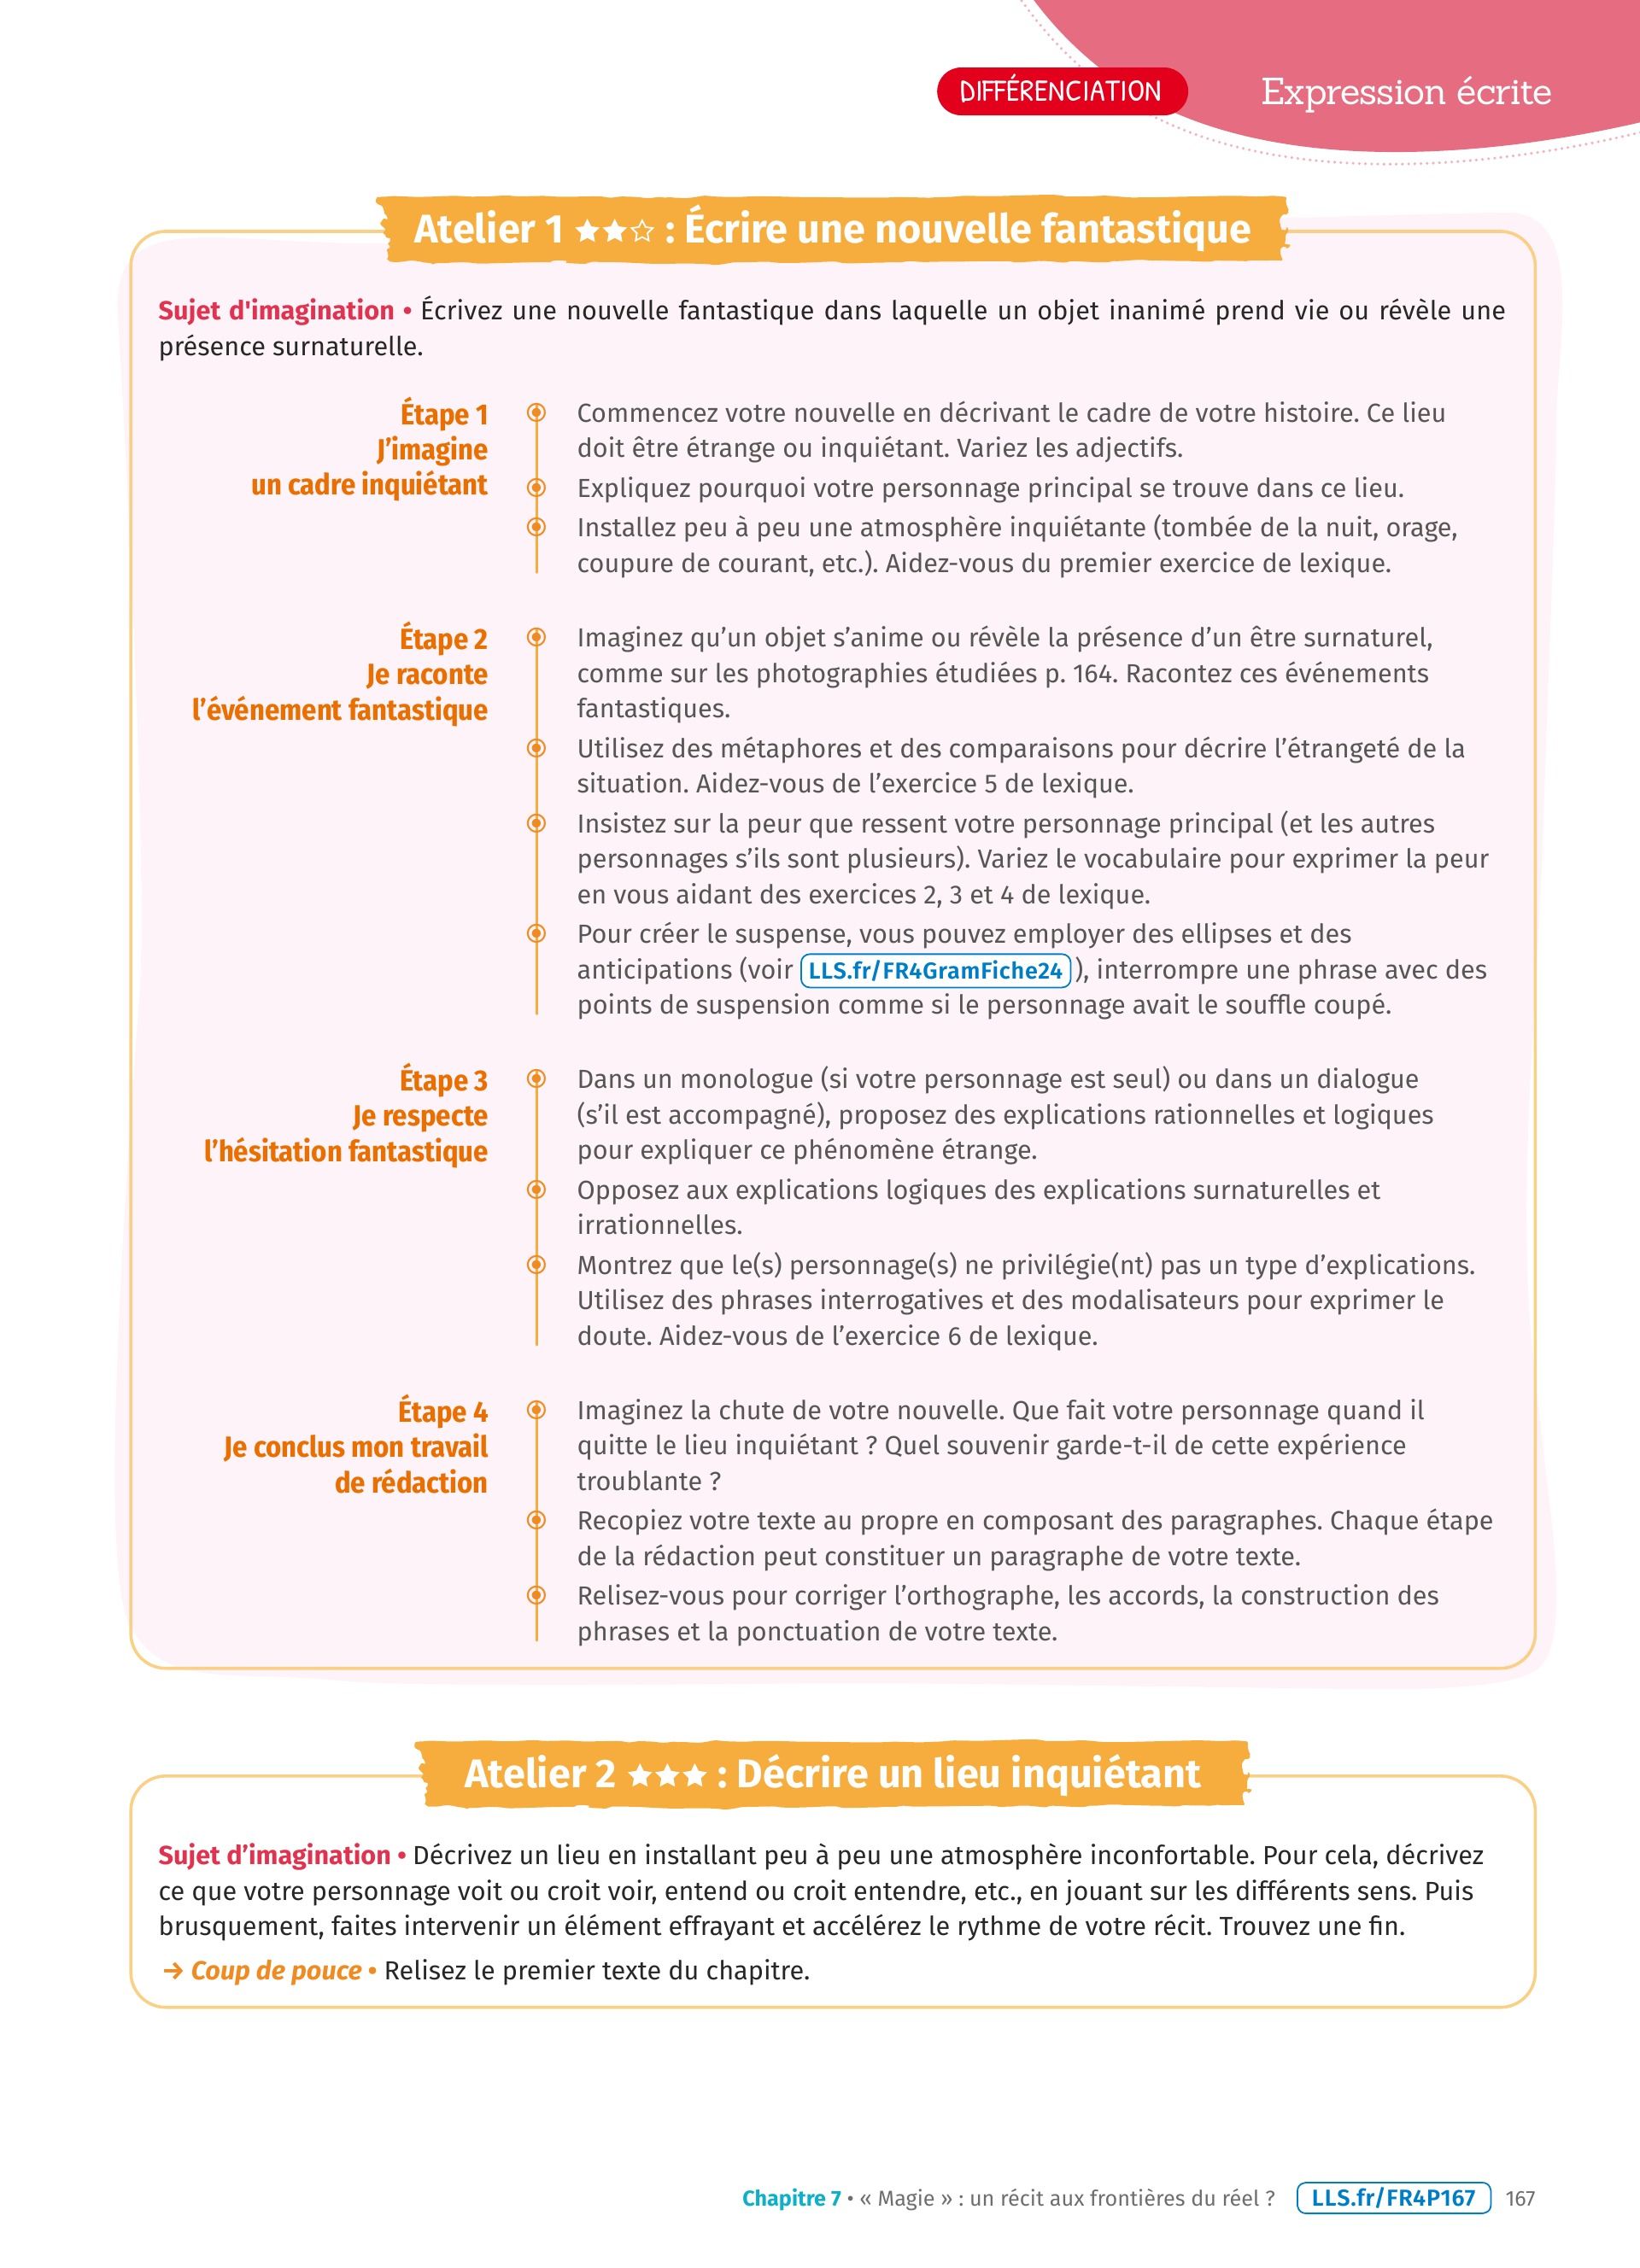 DIFFÉRENCIATION
Expression écrite
Atelier 1 ★★☆ : Écrire une nouvelle fantastique
Sujet d'imagination • Écrivez une nouvelle fantastique dans laquelle un objet inanimé prend vie ou révèle une
présence surnaturelle.
Étape 1
J’imagine
un cadre inquiétant
Commencez votre nouvelle en décrivant le cadre de votre histoire. Ce lieu
doit être étrange ou inquiétant. Variez les adjectifs.
Expliquez pourquoi votre personnage principal se trouve dans ce lieu.
Installez peu à peu une atmosphère inquiétante (tombée de la nuit, orage,
coupure de courant, etc.). Aidez-vous du premier exercice de lexique.
Étape 2
Je raconte
l’événement fantastique
Imaginez qu’un objet s’anime ou révèle la présence d’un être surnaturel,
comme sur les photographies étudiées p. 164. Racontez ces événements
fantastiques.
Utilisez des métaphores et des comparaisons pour décrire l’étrangeté de la
situation. Aidez-vous de l’exercice 5 de lexique.
Insistez sur la peur que ressent votre personnage principal (et les autres
personnages s’ils sont plusieurs). Variez le vocabulaire pour exprimer la peur
en vous aidant des exercices 2, 3 et 4 de lexique.
Pour créer le suspense, vous pouvez employer des ellipses et des
anticipations (voir LLS.fr/FR4GramFiche24 ), interrompre une phrase avec des
points de suspension comme si le personnage avait le souffle coupé.
Étape 3
Je respecte
l’hésitation fantastique
Dans un monologue (si votre personnage est seul) ou dans un dialogue
(s’il est accompagné), proposez des explications rationnelles et logiques
pour expliquer ce phénomène étrange.
Opposez aux explications logiques des explications surnaturelles et
irrationnelles.
Montrez que le(s) personnage(s) ne privilégie(nt) pas un type d’explications.
Utilisez des phrases interrogatives et des modalisateurs pour exprimer le
doute. Aidez-vous de l’exercice 6 de lexique.
Étape 4
Je conclus mon travail
de rédaction
Imaginez la chute de votre nouvelle. Que fait votre personnage quand il
quitte le lieu inquiétant ? Quel souvenir garde-t-il de cette expérience
troublante ?
Recopiez votre texte au propre en composant des paragraphes. Chaque étape
de la rédaction peut constituer un paragraphe de votre texte.
Relisez-vous pour corriger l’orthographe, les accords, la construction des
phrases et la ponctuation de votre texte.
Atelier 2 ★★★ : Décrire un lieu inquiétant
Sujet d’imagination • Décrivez un lieu en installant peu à peu une atmosphère inconfortable. Pour cela, décrivez
ce que votre personnage voit ou croit voir, entend ou croit entendre, etc., en jouant sur les différents sens. Puis
brusquement, faites intervenir un élément effrayant et accélérez le rythme de votre récit. Trouvez une fin.
→ Coup de pouce • Relisez le premier texte du chapitre.
Chapitre 7 • « Magie » : un récit aux frontières du réel ? LLS.fr/FR4P167 167